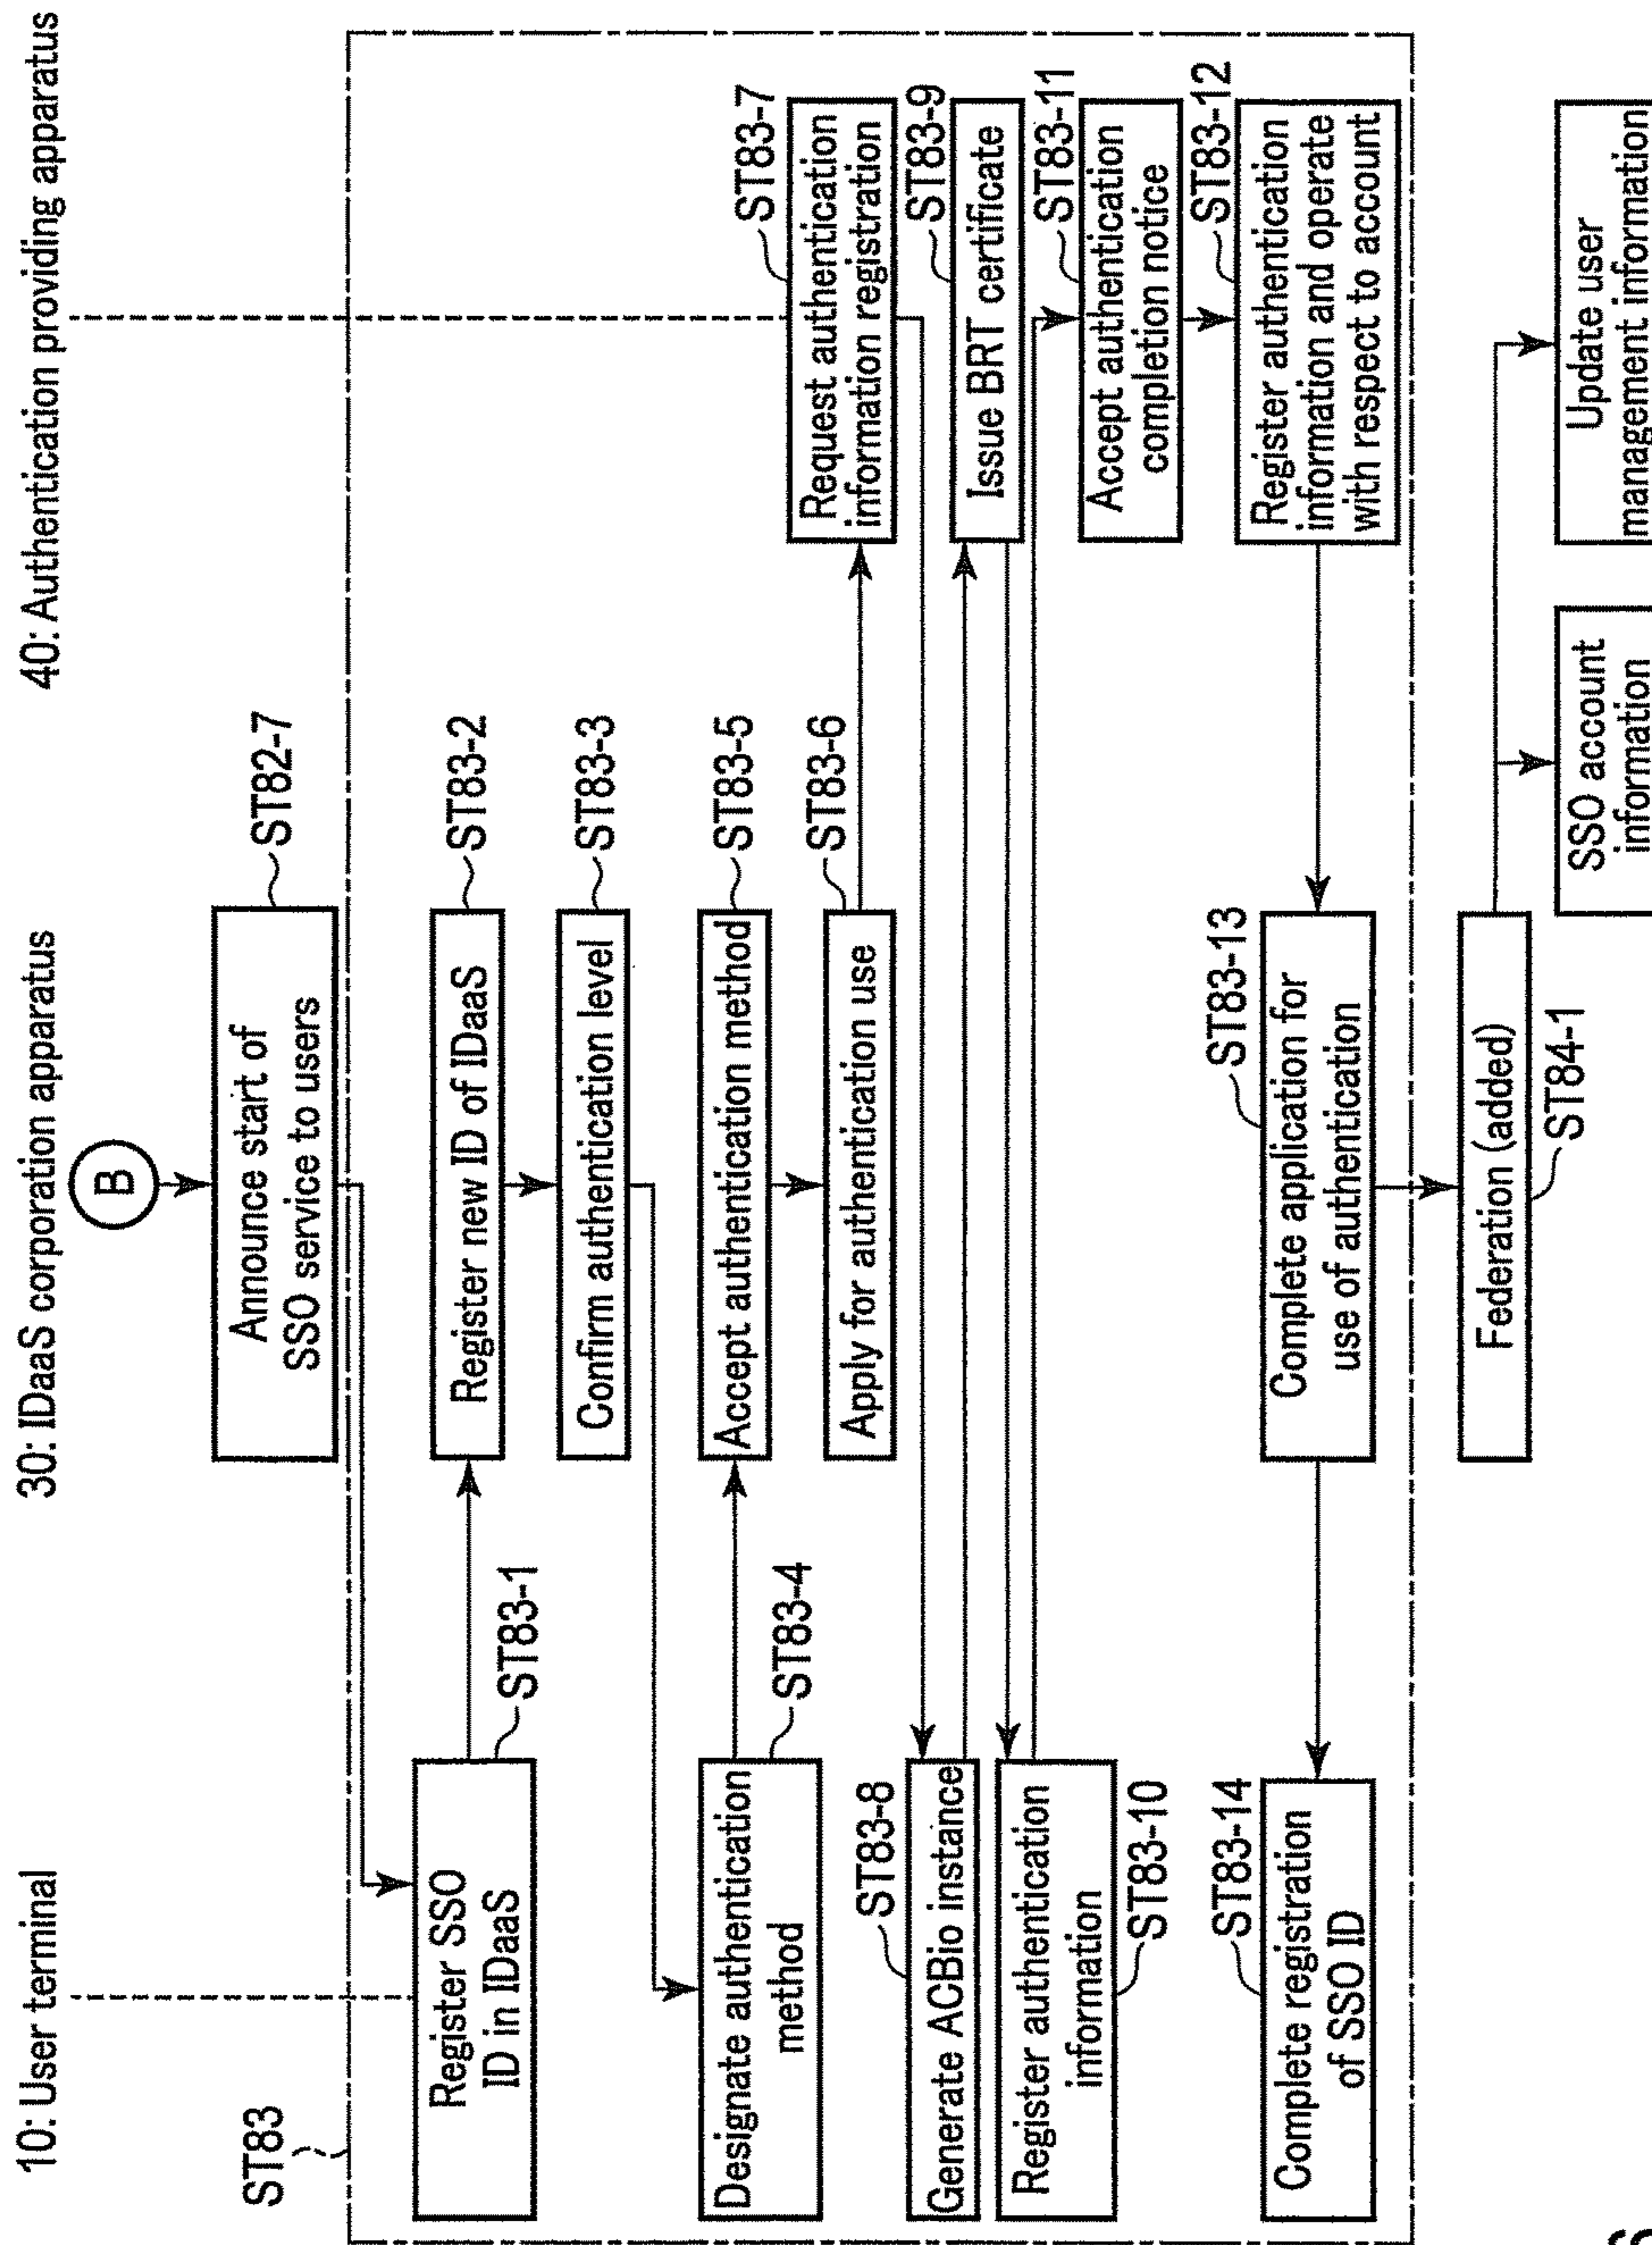 10: User terminal
30: IDaaS corporation apparatus
40: Authentication providing apparatus
B
Announce start of
SSO service to users
ST82-7
ST83
Register SSO
ID in IDaaS
ST83-1
Register new ID of IDaaS
ST83-2
Confirm authentication level
ST83-3
Designate authentication
method
ST83-4
Accept authentication method
ST83-5
Apply for authentication use
ST83-6
Request authentication
information registration
ST83-7
Generate ACBio instance
ST83-8
Issue BRT certificate
ST83-9
Register authentication
information
ST83-10
Accept authentication
completion notice
ST83-11
Register authentication
information and operate
with respect to account
ST83-12
Complete application for
use of authentication
ST83-13
Complete registration
of SSO ID
ST83-14
Federation (added)
ST84-1
SSO account
information
Update user
management information